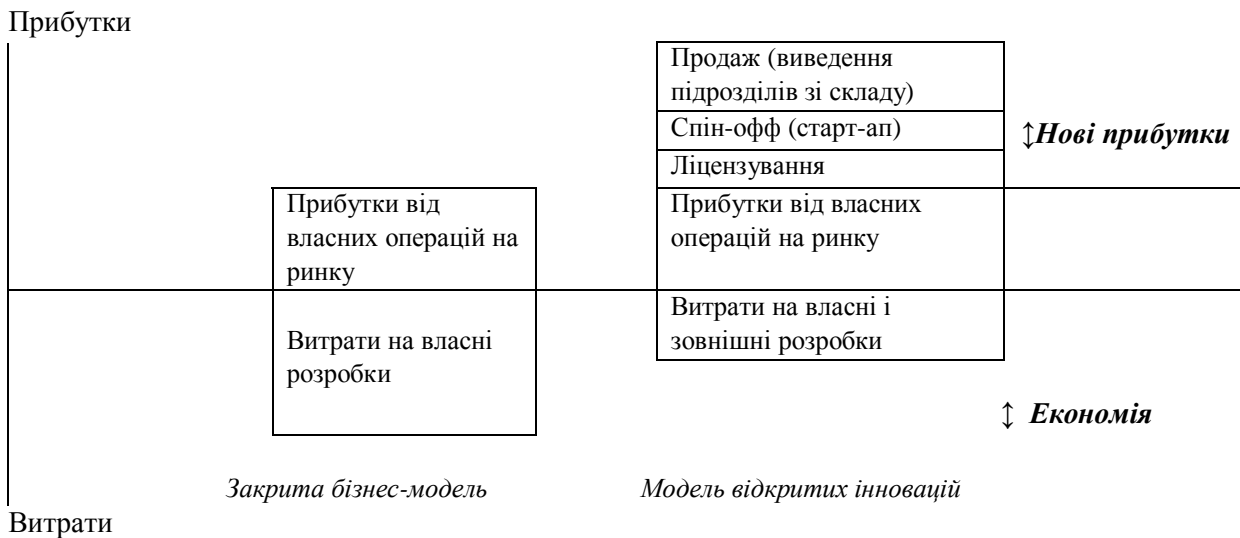 Прибутки
Продаж (виведення
підрозділів зі складу)
Спін-офф (старт-ап)
↕Нові прибутки
Ліцензування
Прибутки від
власних операцій на
ринку
Прибутки від власних
операцій на ринку
Витрати на власні
розробки
Витрати на власні і
зовнішні розробки
↕ Економія
Закрита бізнес-модель
Модель відкритих інновацій
Витрати